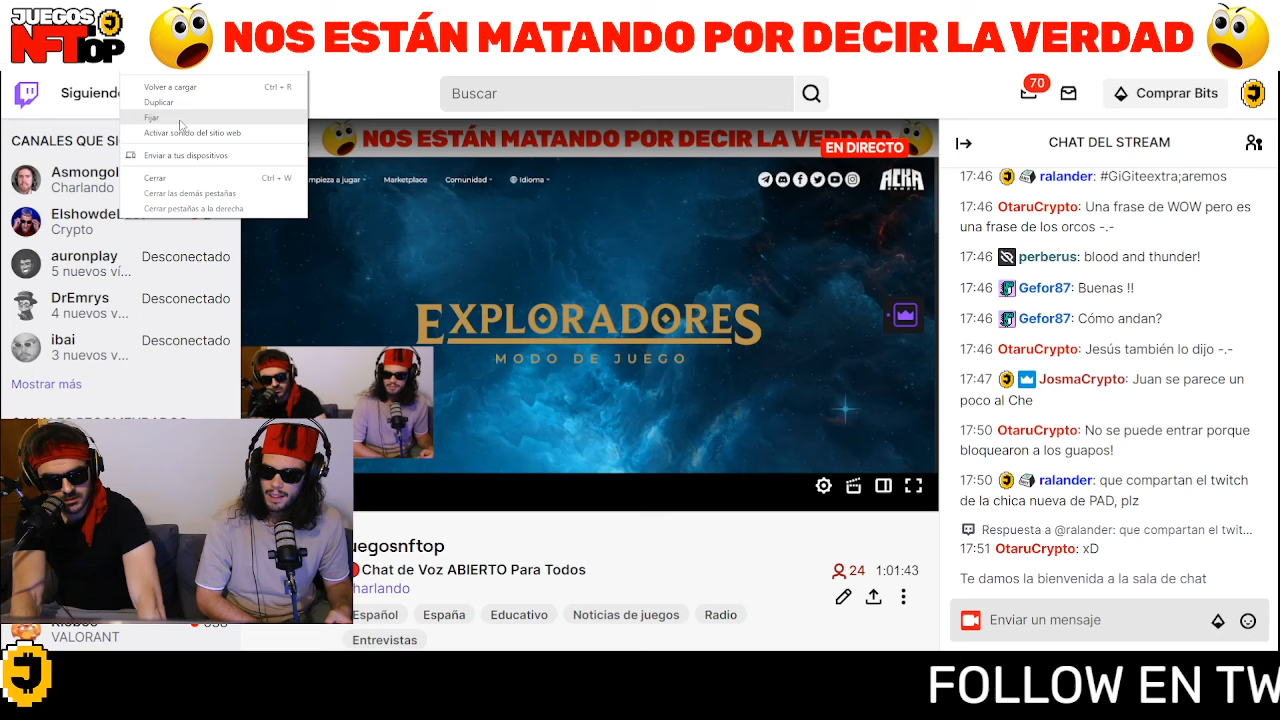 JUEGOS
NFT TOP
NOS ESTÁN MATANDO POR DECIR LA VERDAD
Siguiendo
Volver a cargar Ctrl + R
Duplicar
Fijar
Activar sonido del sitio web
Enviar a tus dispositivos
Cerrar Ctrl + W
Cerrar las demás pestañas
Cerrar pestañas a la derecha
Buscar
70
Comprar Bits
CANALES QUE SI
Asmongol
Charlando
Elshowde
Crypto
auronplay Desconectado
5 nuevos ví...
DrEmrys Desconectado
4 nuevos v...
ibai Desconectado
3 nuevos v...
Mostrar más
VALORANT
NOS ESTÁN MATANDO POR DECIR LA VERDAD
EN DIRECTO
mpieza a jugar Marketplace Comunidad Idioma
ACKA
EXPLORADORES
MODO DE JUEGO
uegosnftop
Chat de Voz ABIERTO Para Todos
harlando
24 1:01:43
Español España Educativo Noticias de juegos Radio
Entrevistas
CHAT DEL STREAM
17:46 ralander: #GiGiteextra¡aremos
17:46 OtaruCrypto: Una frase de WOW pero es
una frase de los orcos -.-
17:46 perberus: blood and thunder!
17:46 Gefor87: Buenas !!
17:46 Gefor87: Cómo andan?
17:46 OtaruCrypto: Jesús también lo dijo -.-
17:47 JosmaCrypto: Juan se parece un
poco al Che
17:50 OtaruCrypto: No se puede entrar porque
bloquearon a los guapos!
17:50 ralander: que compartan el twitch
de la chica nueva de PAD, plz
Respuesta a @ralander: que compartan el twit...
17:51 OtaruCrypto: xD
Te damos la bienvenida a la sala de chat
Enviar un mensaje
FOLLOW EN TW